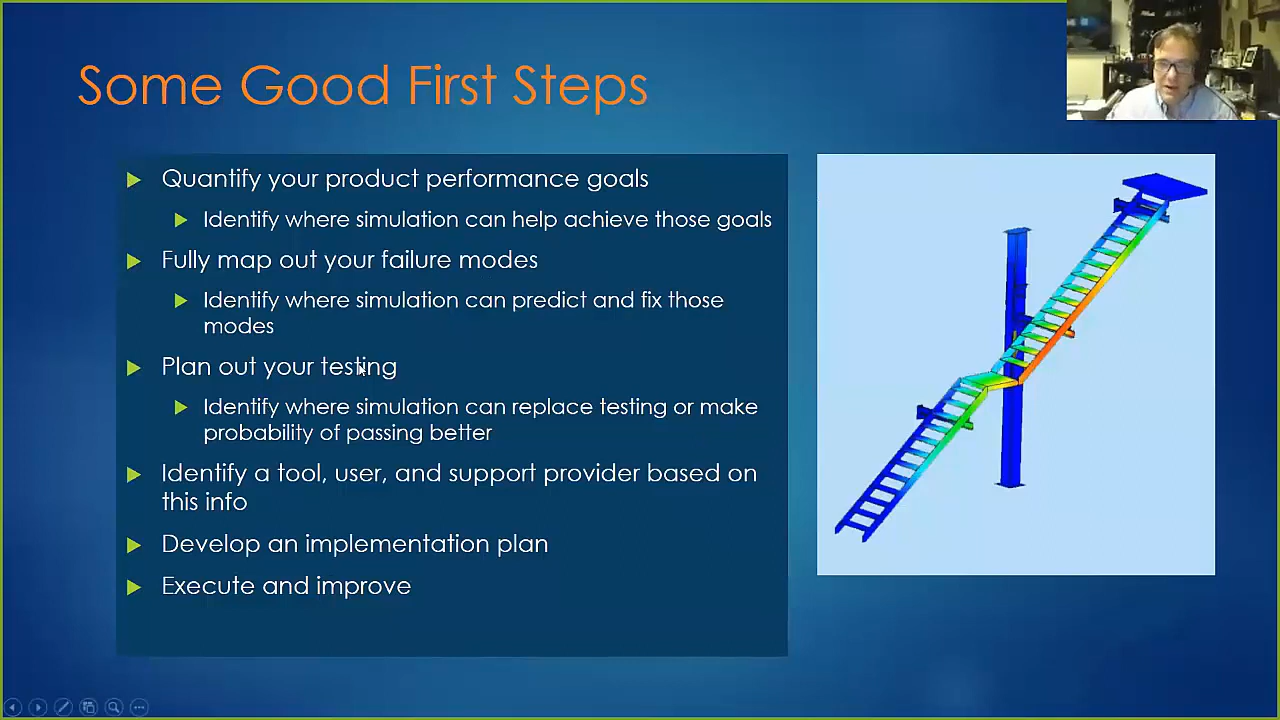 Some Good First Steps
Quantify your product performance goals
Identify where simulation can help achieve those goals
Fully map out your failure modes
Identify where simulation can predict and fix those
modes
Plan out your testing
Identify where simulation can replace testing or make
probability of passing better
Identify a tool, user, and support provider based on
this info
Develop an implementation plan
Execute and improve